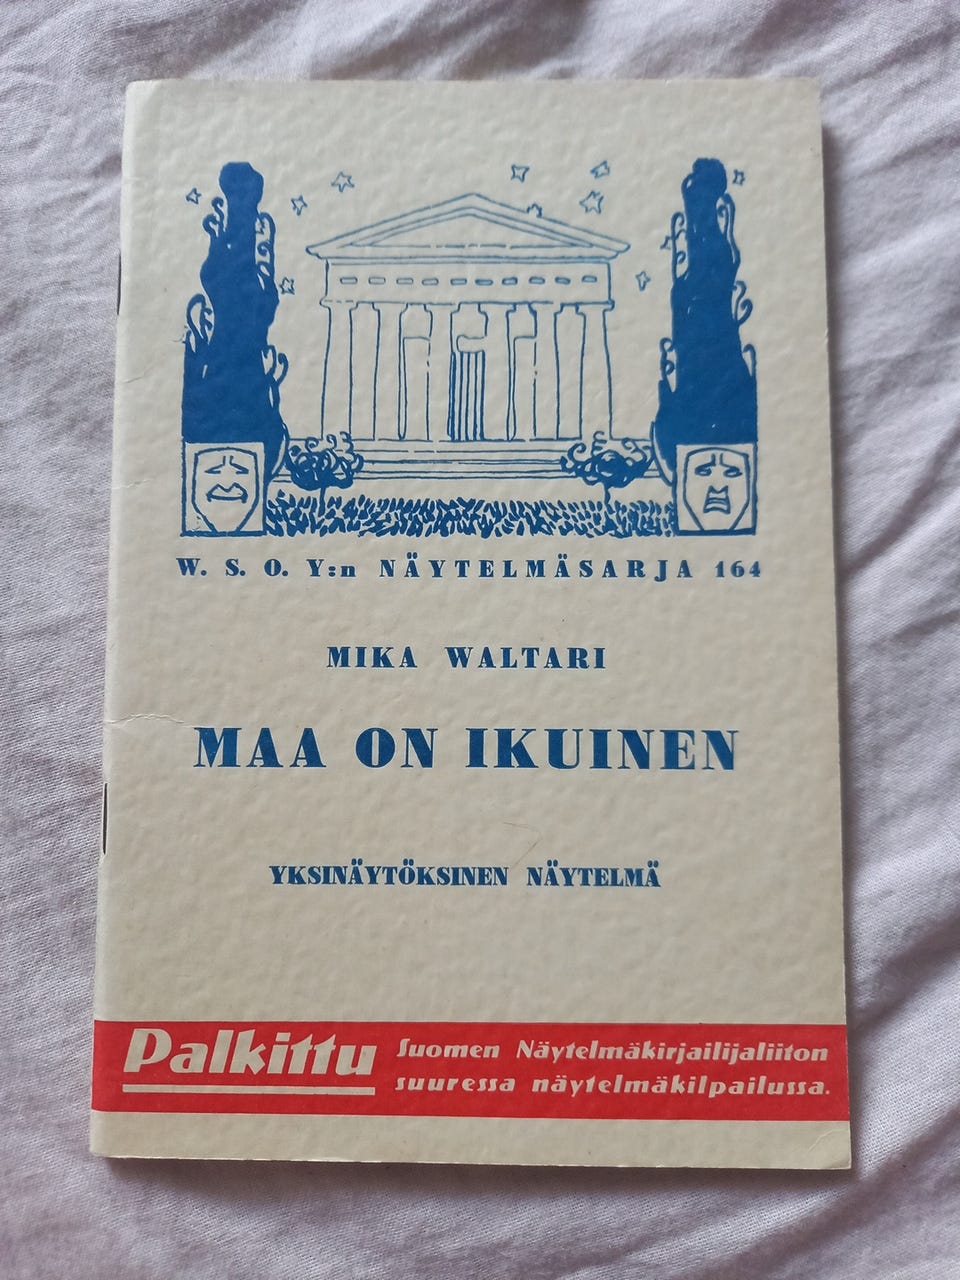 W. S. O. Y:n NÄYTELMÄSARJA 164
MIKA WALTARI
MAA ON IKUINEN
YKSINÄYTÖKSINEN NÄYTELMÄ
Palkittu Suomen Näytelmäkirjailijaliiton
suuressa näytelmäkilpailussa.